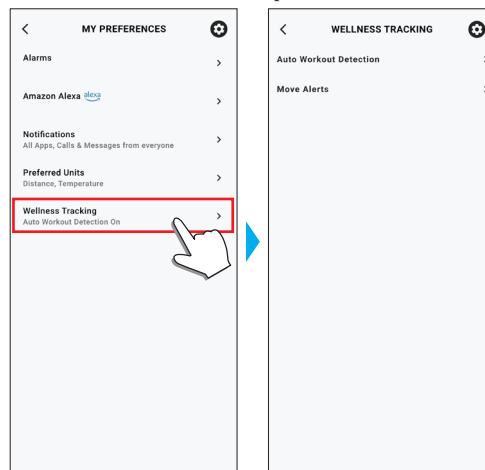 MY PREFERENCES
Alarms
Amazon Alexa alexa
Notifications
All Apps, Calls & Messages from everyone
Preferred Units
Distance, Temperature
Wellness Tracking
Auto Workout Detection On
WELLNESS TRACKING
Auto Workout Detection
Move Alerts